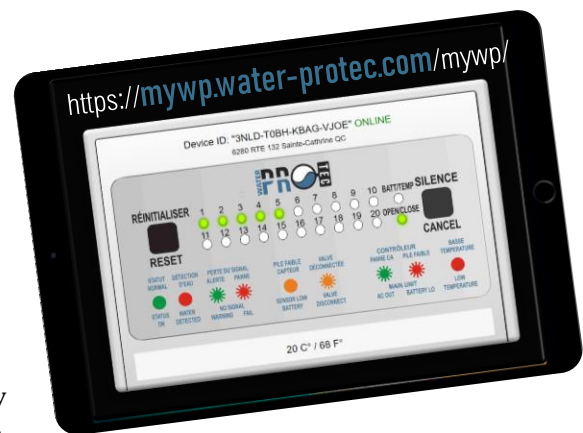 https://mywp.water-protec.com/mywp/
Device ID: "3NLD-T0BH-KBAG-VJOE" ONLINE
6280 RTE 132 Sainte-Cathrine QC
WATER PRO TEC
RÉINITIALISER
1 2 3 4 5 6 7 8 9 10 BATT/TEMP
SILENCE
11 12 13 14 15 16 17 18 19 20 OPEN/CLOSE
RESET
CANCEL
STATUT NORMAL
DÉTECTION D'EAU
PERTE DU SIGNAL
ALERTE PANNE
PILE FAIBLE CAPTEUR
VALVE DÉCONNECTÉE
CONTRÔLEUR
PANNE CA PILE FAIBLE
BASSE TEMPÉRATURE
STATUS ON
WATER DETECTED
NO SIGNAL
WARNING FAIL
SENSOR LOW BATTERY
VALVE DISCONNECT
MAIN UNIT
AC OUT BATTERY LO
LOW TEMPERATURE
20 C° / 68 F°
y